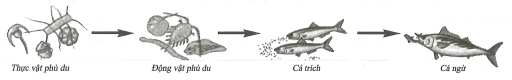 Thực vật phù du
Động vật phù du
Cá trích
Cá ngừ